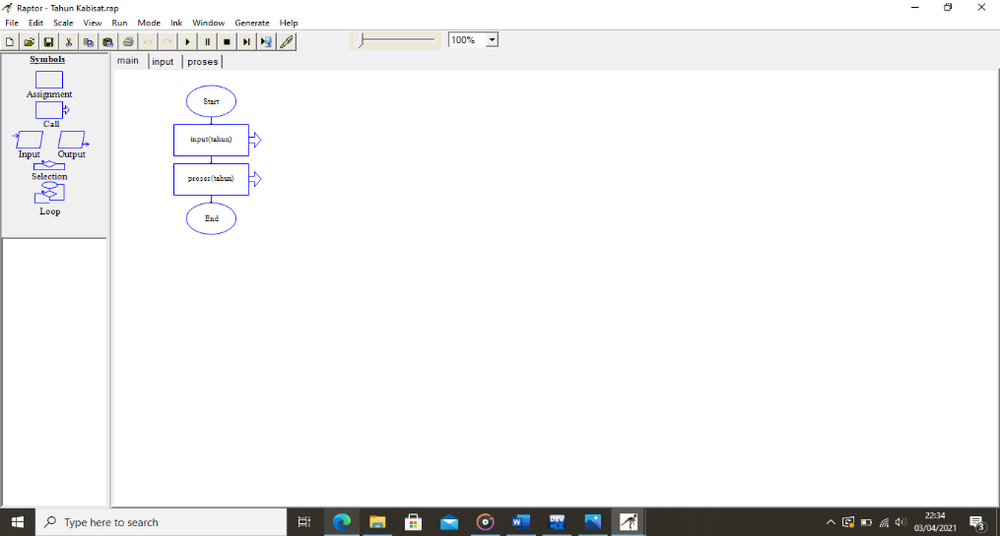 Raptor - Tahun Kabisat.rap
File Edit Scale View Run Mode Ink Window Generate Help
100%
Symbols
Assignment
Call
Input Output
Selection
Loop
main input proses
Start
input(tahun)
proses(tahun)
End
Type here to search
W
DEV
22:34
03/04/2021
3